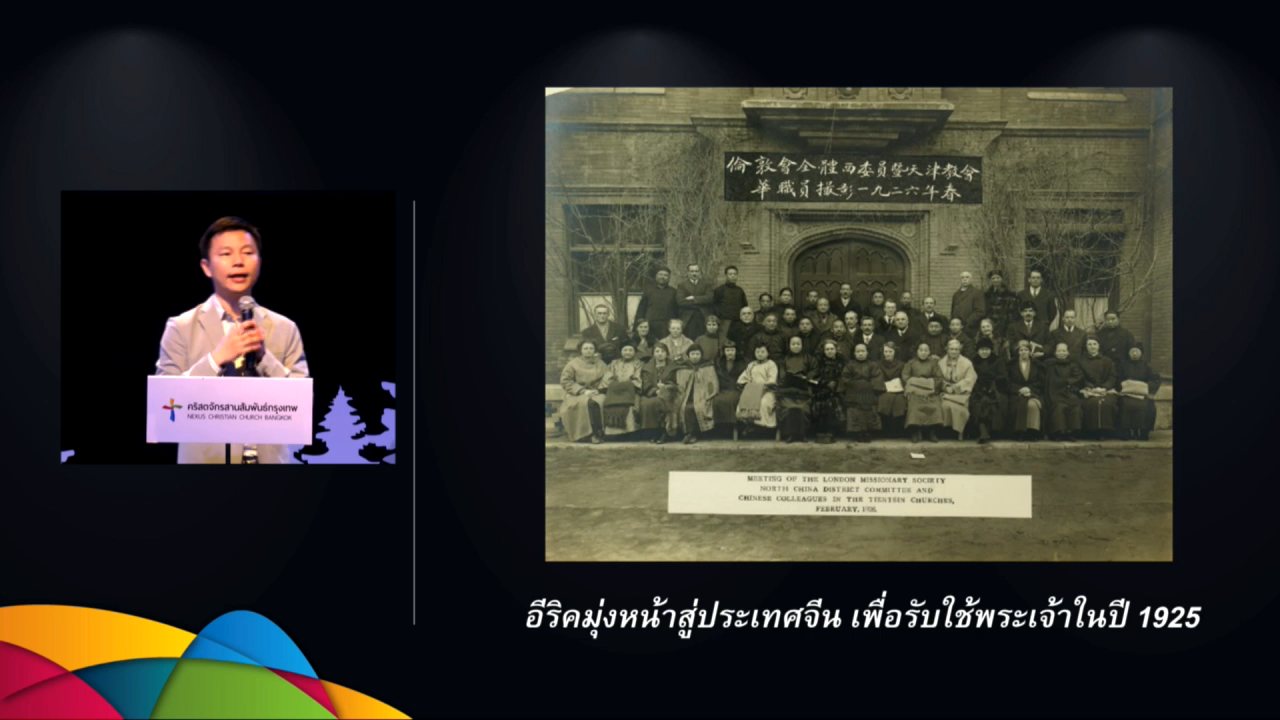 คริสตจักรสานสัมพันธ์กรุงเทพ
NEXUS CHRISTIAN CHURCH BANGKOK
倫敦會全體西委員暨天津教會
華職員撮影一九二六年春
MEETING OF THE LONDON MISSIONARY SOCIETY
NORTH CHINA DISTRICT COMMITTEE AND
CHINESE COLLEAGUES IN THE TIENTSIN CHURCHES,
FEBRUARY, 1926.
อีริคมุ่งหน้าสู่ประเทศจีน เพื่อรับใช้พระเจ้าในปี 1925